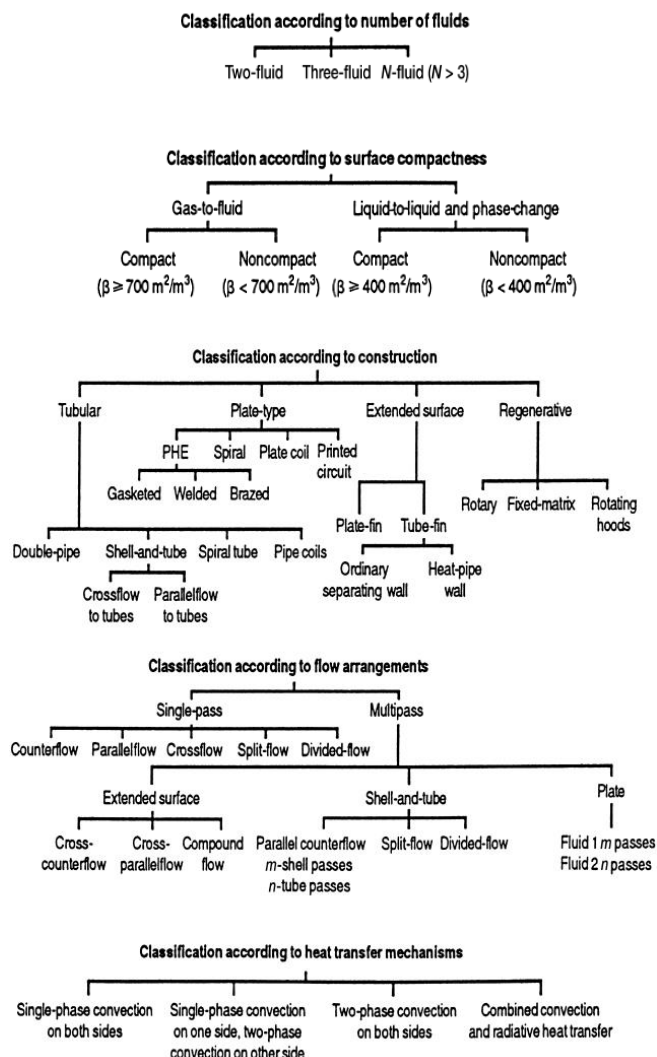 Classification according to number of fluids
Two-fluid Three-fluid N-fluid (N > 3)
Classification according to surface compactness
Gas-to-fluid Liquid-to-liquid and phase-change
Compact Noncompact Compact Noncompact
(β ⩾ 700 m²/m³) (β < 700 m²/m³) (β ⩾ 400 m²/m³) (β < 400 m²/m³)
Classification according to construction
Tubular Plate-type Extended surface Regenerative
PHE Spiral Plate coil Printed
circuit
Gasketed Welded Brazed
Rotary Fixed-matrix Rotating
hoods
Plate-fin Tube-fin
Double-pipe Shell-and-tube Spiral tube Pipe coils
Ordinary Heat-pipe
separating wall wall
Crossflow Parallelflow
to tubes to tubes
Classification according to flow arrangements
Single-pass Multipass
Counterflow Parallelflow Crossflow Split-flow Divided-flow
Extended surface Shell-and-tube Plate
Cross- Cross- Compound Parallel counterflow Split-flow Divided-flow Fluid 1 m passes
counterflow parallelflow flow m-shell passes Fluid 2 n passes
n-tube passes
Classification according to heat transfer mechanisms
Single-phase convection Single-phase convection Two-phase convection Combined convection
on both sides on one side, two-phase on both sides and radiative heat transfer
convection on other side